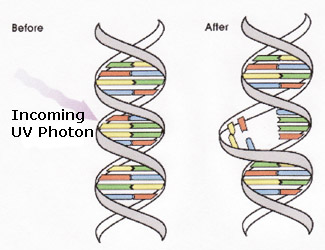 Before
After
Incoming
UV Photon